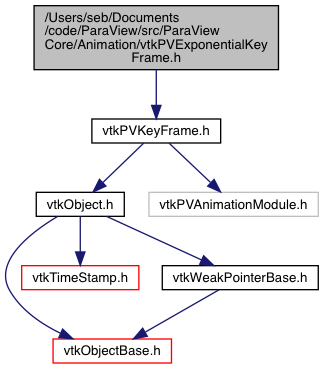 /Users/seb/Documents
/code/ParaView/src/ParaView
Core/Animation/vtkPVExponentialKey
Frame.h
vtkPVKeyFrame.h
vtkObject.h
vtkPVAnimationModule.h
vtkTimeStamp.h
vtkWeakPointerBase.h
vtkObjectBase.h